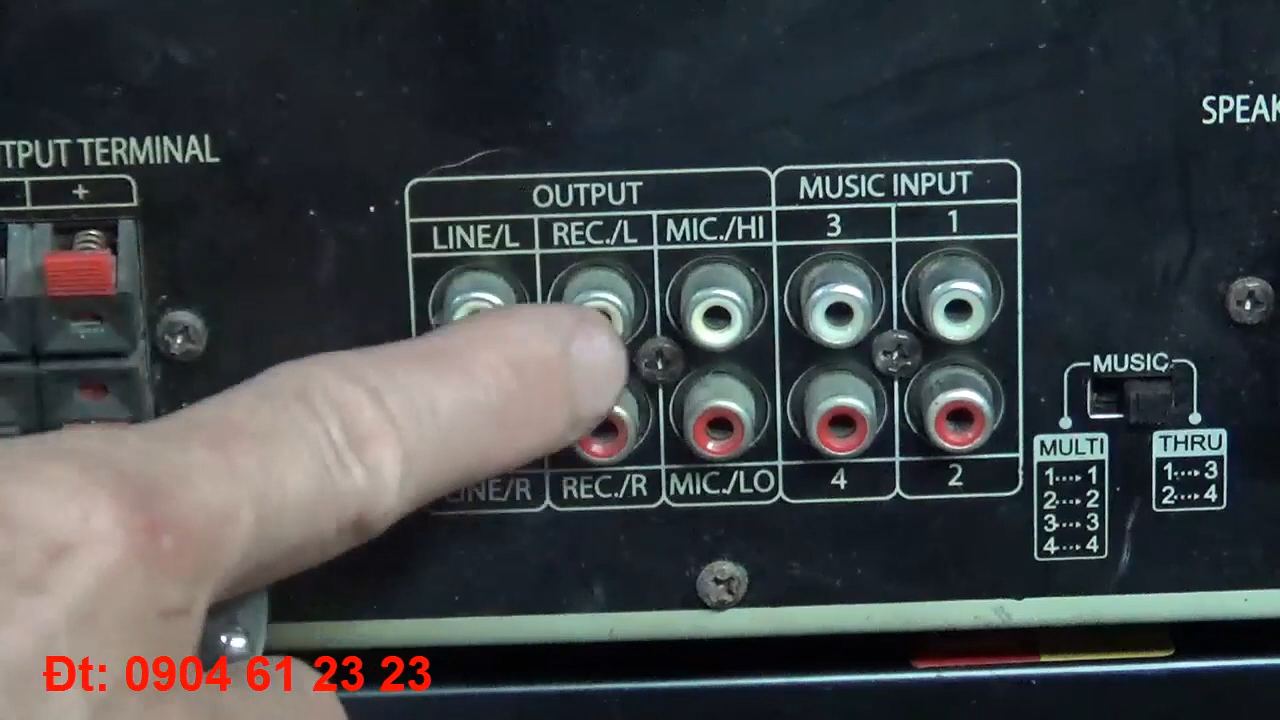 TPUT TERMINAL
+
SPEAK
OUTPUT
MUSIC INPUT
LINE/L
REC./L
MIC./HI
3
1
LINE/R
REC./R
MIC./LO
4
2
MUSIC
MULTI
1....1
2....2
3....3
4....4
THRU
1....3
2....4
Đt: 0904 61 23 23